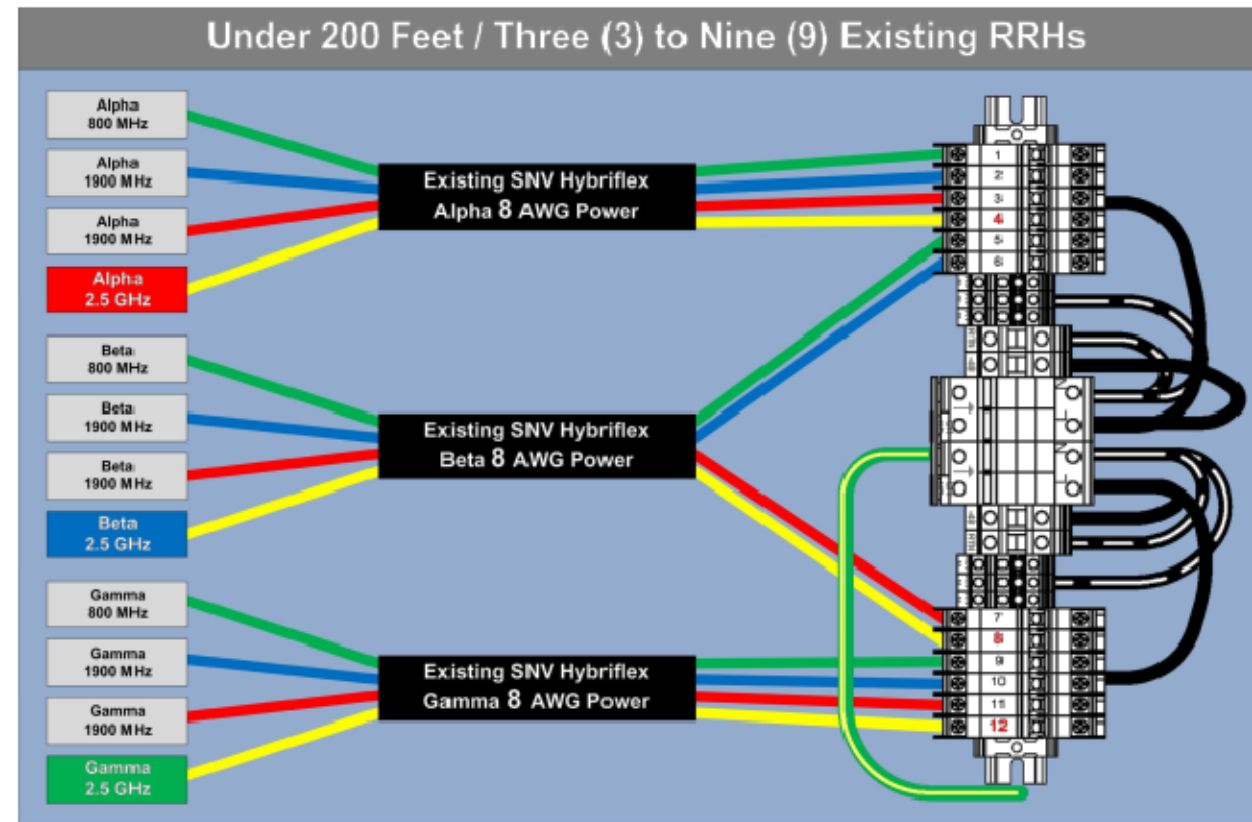 Under 200 Feet / Three (3) to Nine (9) Existing RRHs
Alpha
800 MHz
Alpha
1900 MHz
Alpha
1900 MHz
Alpha
2.5 GHz
Existing SNV Hybriflex
Alpha 8 AWG Power
Beta
800 MHz
Beta
1900 MHz
Beta
1900 MHz
Beta
2.5 GHz
Existing SNV Hybriflex
Beta 8 AWG Power
Gamma
800 MHz
Gamma
1900 MHz
Gamma
1900 MHz
Gamma
2.5 GHz
Existing SNV Hybriflex
Gamma 8 AWG Power
1
2
3
4
5
6
7
8
9
10
11
12